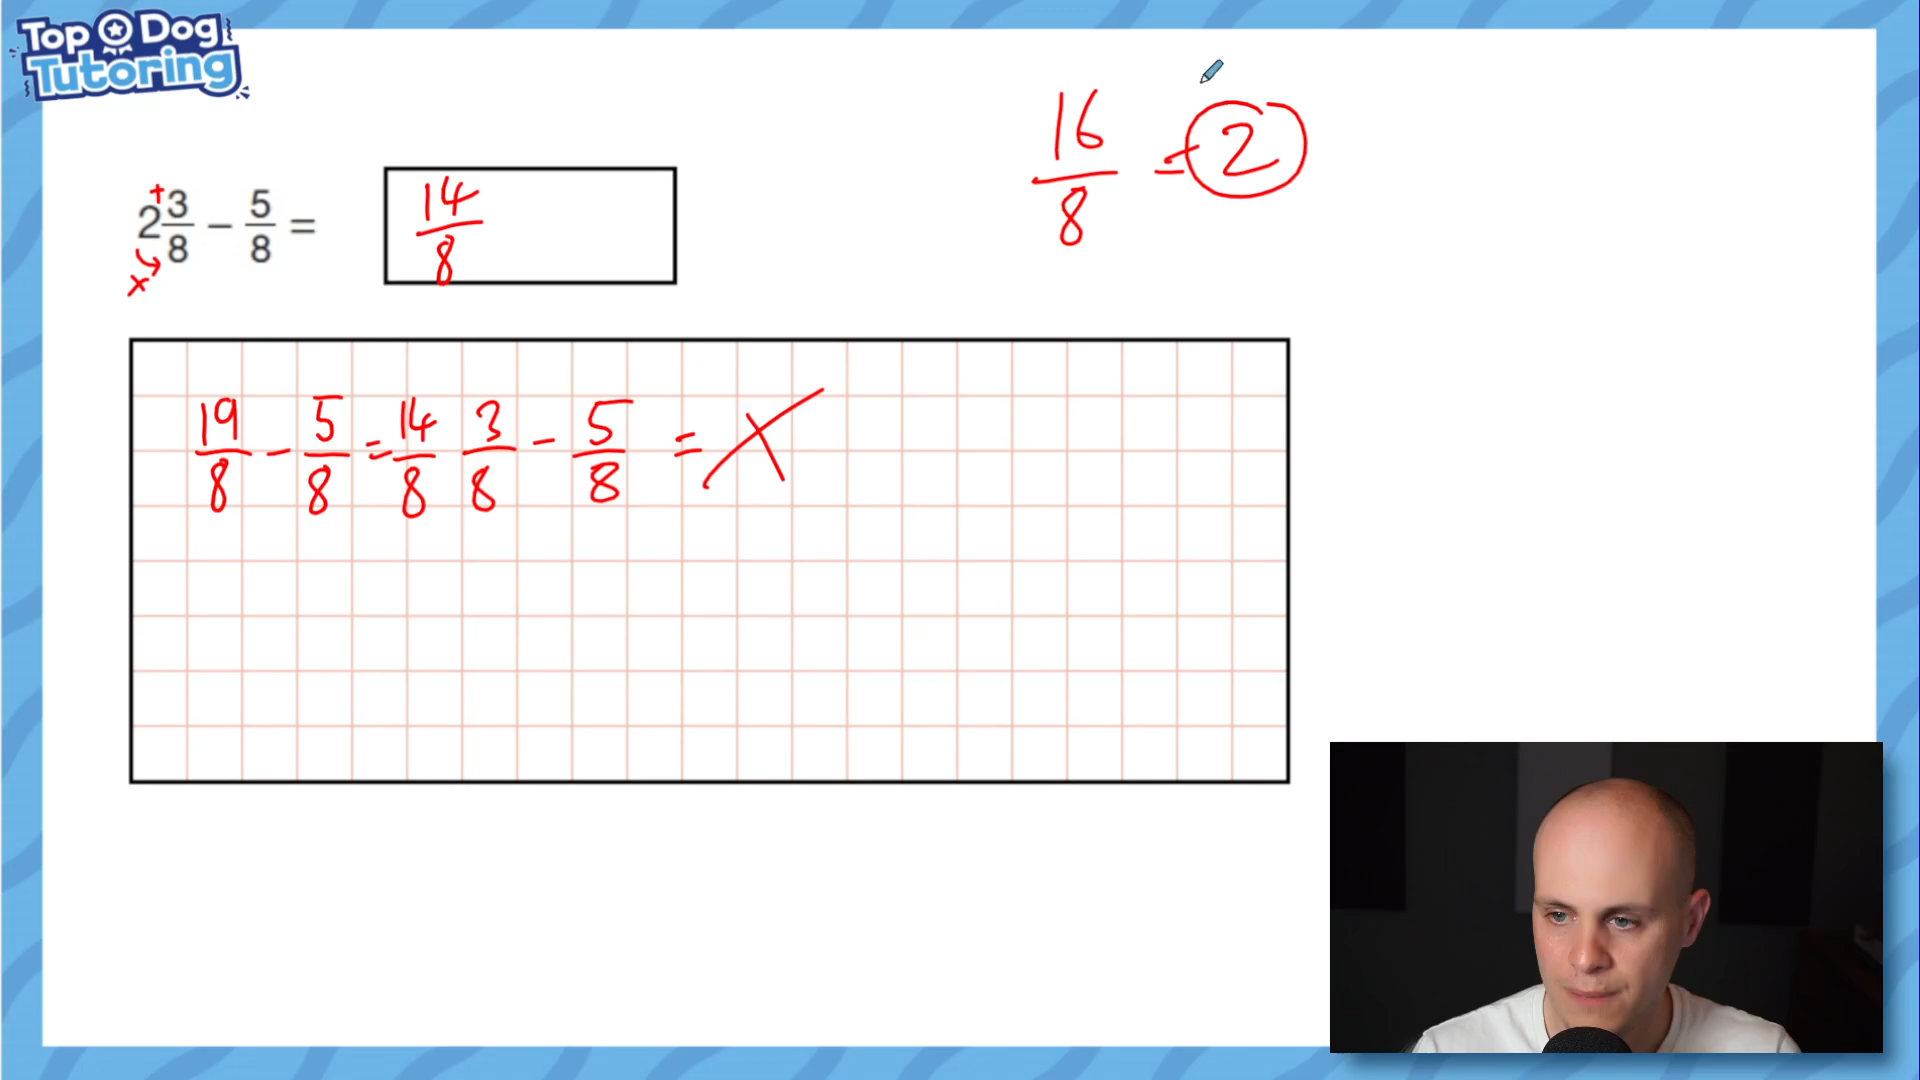 Top Dog
Tutoring
16/8 = 2
+
2 3/8 − 5/8 =
x
14/8
19/8 − 5/8 = 14/8 3/8 − 5/8 = X